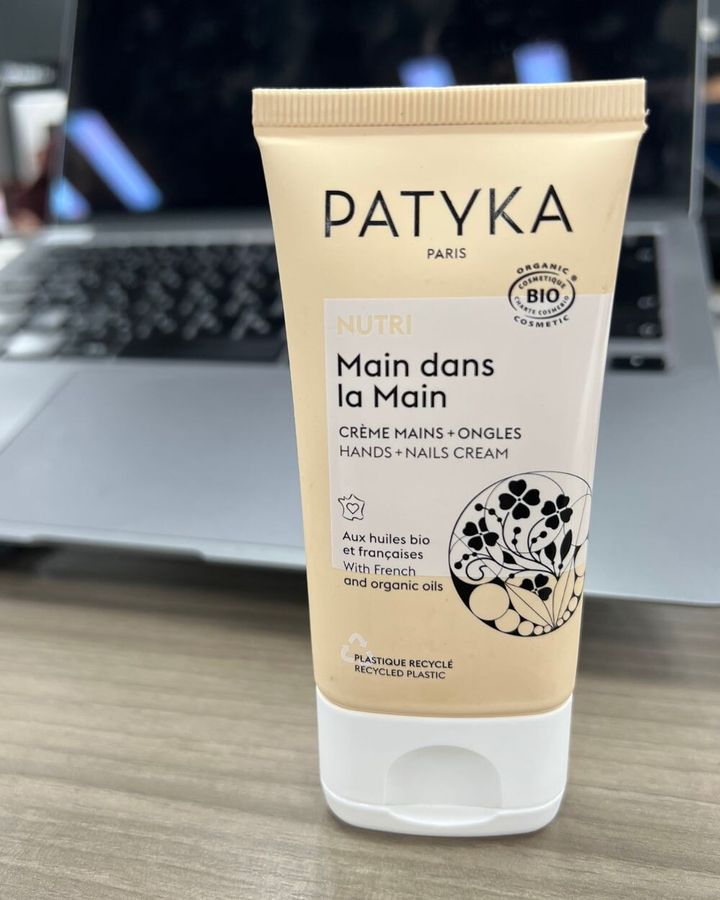 PATYKA
PARIS
ORGANIC ®
COSMETIQUE
BIO
CHARTE COSMEBIO
COSMETIC
NUTRI
Main dans
la Main
CRÈME MAINS + ONGLES
HANDS + NAILS CREAM
Aux huiles bio
et françaises
With French
and organic oils
PLASTIQUE RECYCLÉ
RECYCLED PLASTIC